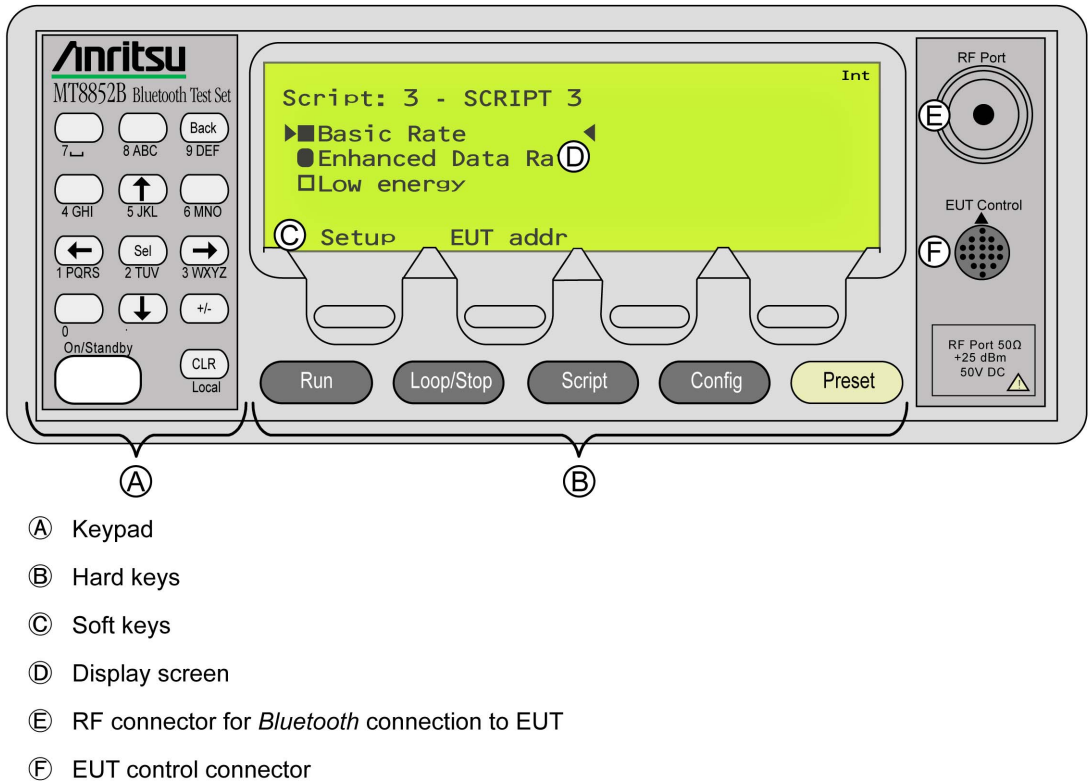 Anritsu
MT8852B Bluetooth Test Set
Back
7⎵ 8 ABC 9 DEF
4 GHI 5 JKL 6 MNO
Sel
1 PQRS 2 TUV 3 WXYZ
+/-
0 .
On/Standby
CLR
Local
Int
Script: 3 - SCRIPT 3
Basic Rate
Enhanced Data Ra
D
Low energy
C
Setup EUT addr
Run Loop/Stop Script Config Preset
RF Port
E
EUT Control
F
RF Port 50Ω
+25 dBm
50V DC
A
B
Ⓐ Keypad
Ⓑ Hard keys
Ⓒ Soft keys
Ⓓ Display screen
Ⓔ RF connector for Bluetooth connection to EUT
Ⓕ EUT control connector